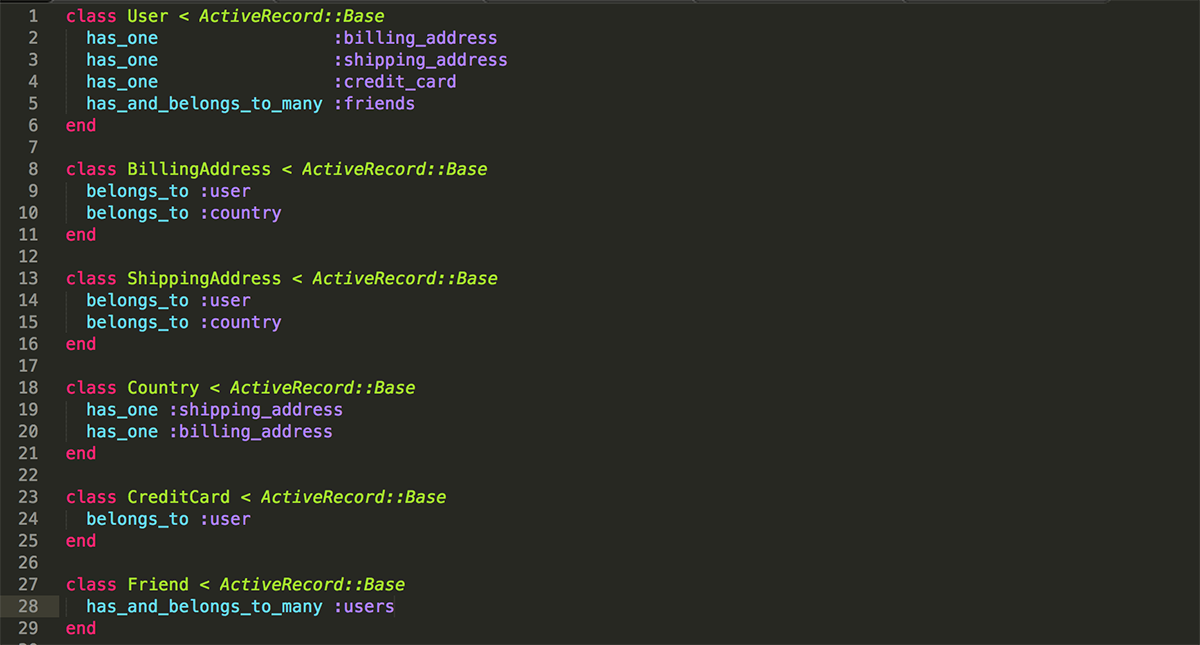 1 class User < ActiveRecord::Base
2 has_one :billing_address
3 has_one :shipping_address
4 has_one :credit_card
5 has_and_belongs_to_many :friends
6 end
7
8 class BillingAddress < ActiveRecord::Base
9 belongs_to :user
10 belongs_to :country
11 end
12
13 class ShippingAddress < ActiveRecord::Base
14 belongs_to :user
15 belongs_to :country
16 end
17
18 class Country < ActiveRecord::Base
19 has_one :shipping_address
20 has_one :billing_address
21 end
22
23 class CreditCard < ActiveRecord::Base
24 belongs_to :user
25 end
26
27 class Friend < ActiveRecord::Base
28 has_and_belongs_to_many :users
29 end